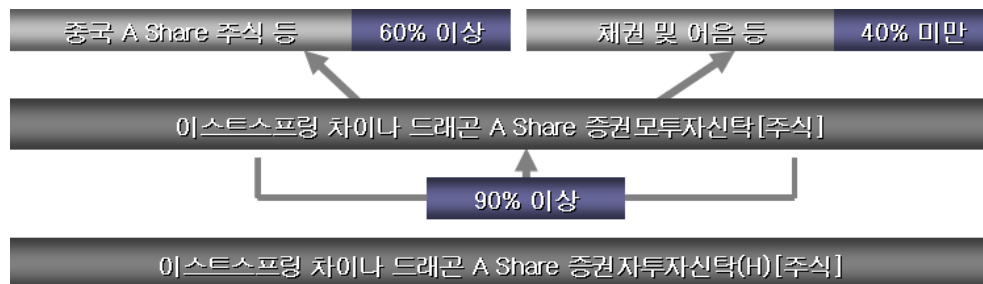 중국 A Share 주식 등 60% 이상 채권 및 어음 등 40% 미만
이스트스프링 차이나 드래곤 A Share 증권모투자신탁[주식]
90% 이상
이스트스프링 차이나 드래곤 A Share 증권자투자신탁(H)[주식]